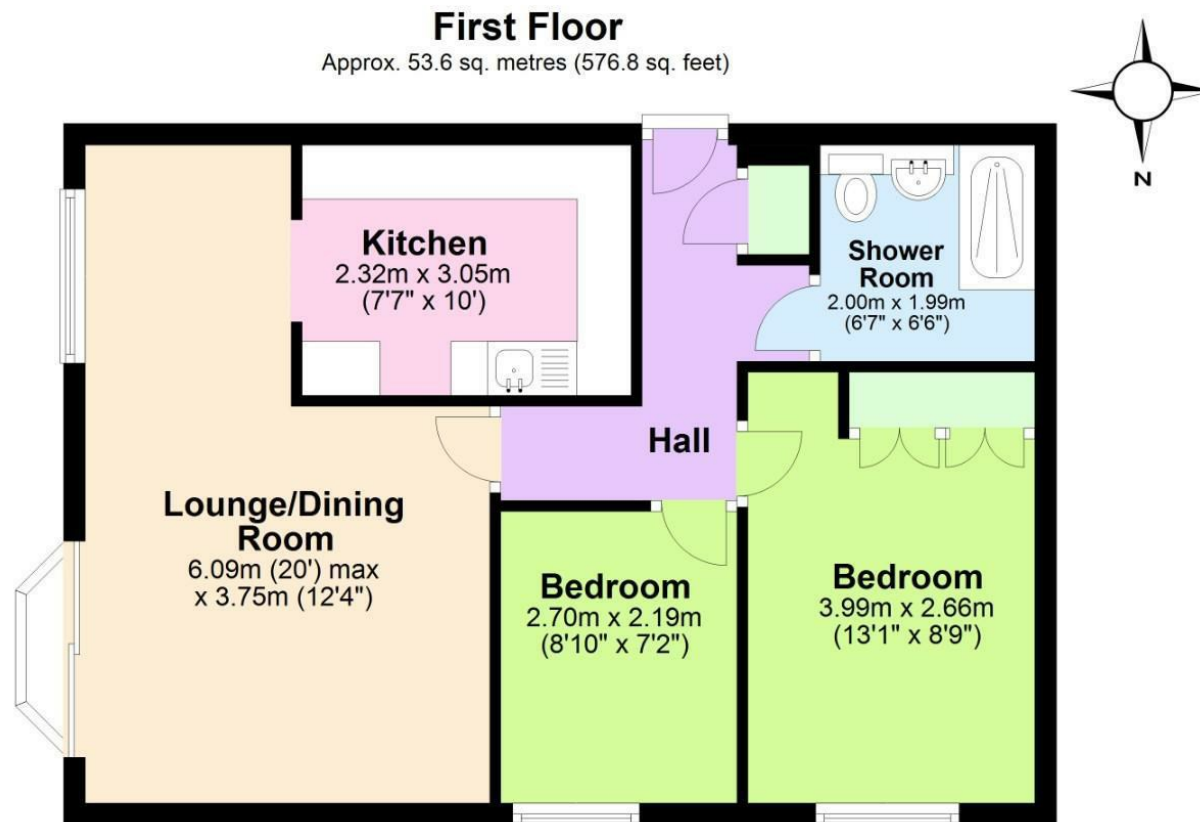 First Floor
Approx. 53.6 sq. metres (576.8 sq. feet)
N
Kitchen
2.32m x 3.05m
(7'7" x 10')
Shower
Room
2.00m x 1.99m
(6'7" x 6'6")
Hall
Lounge/Dining
Room
6.09m (20') max
x 3.75m (12'4")
Bedroom
2.70m x 2.19m
(8'10" x 7'2")
Bedroom
3.99m x 2.66m
(13'1" x 8'9")